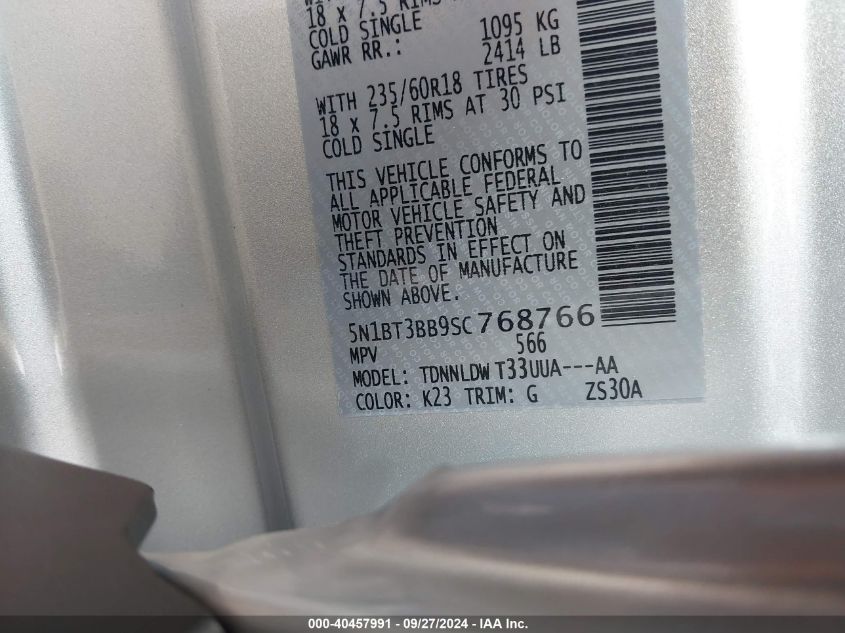 18 x 7.5 RIMS
COLD SINGLE 1095 KG
GAWR RR.: 2414 LB
WITH 235/60R18 TIRES
18 x 7.5 RIMS AT 30 PSI
COLD SINGLE
THIS VEHICLE CONFORMS TO
ALL APPLICABLE FEDERAL
MOTOR VEHICLE SAFETY AND
THEFT PREVENTION
STANDARDS IN EFFECT ON
THE DATE OF MANUFACTURE
SHOWN ABOVE.
5N1BT3BB9SC768766
MPV 566
MODEL: TDNNLDW T33UUA---AA
COLOR: K23 TRIM: G ZS30A
000-40457991 - 09/27/2024 - IAA Inc.